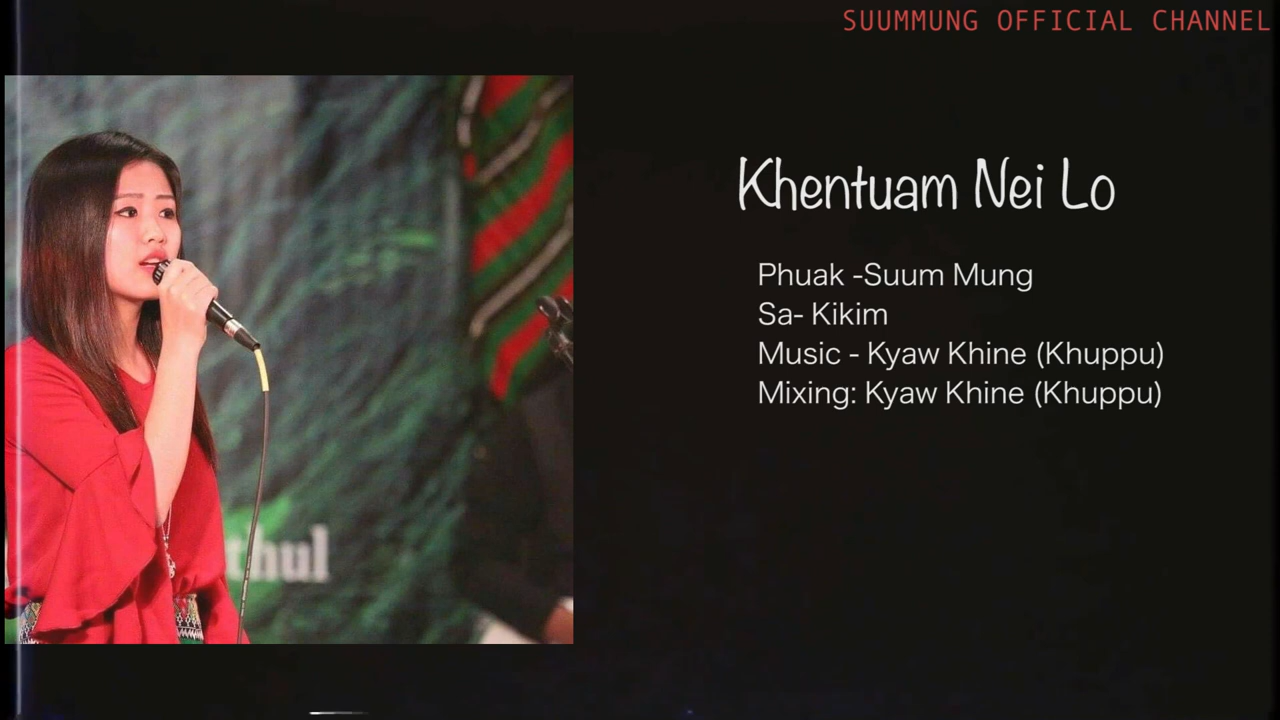 SUUMMUNG OFFICIAL CHANNEL
Khentuam Nei Lo
Phuak -Suum Mung
Sa- Kikim
Music - Kyaw Khine (Khuppu)
Mixing: Kyaw Khine (Khuppu)
thul